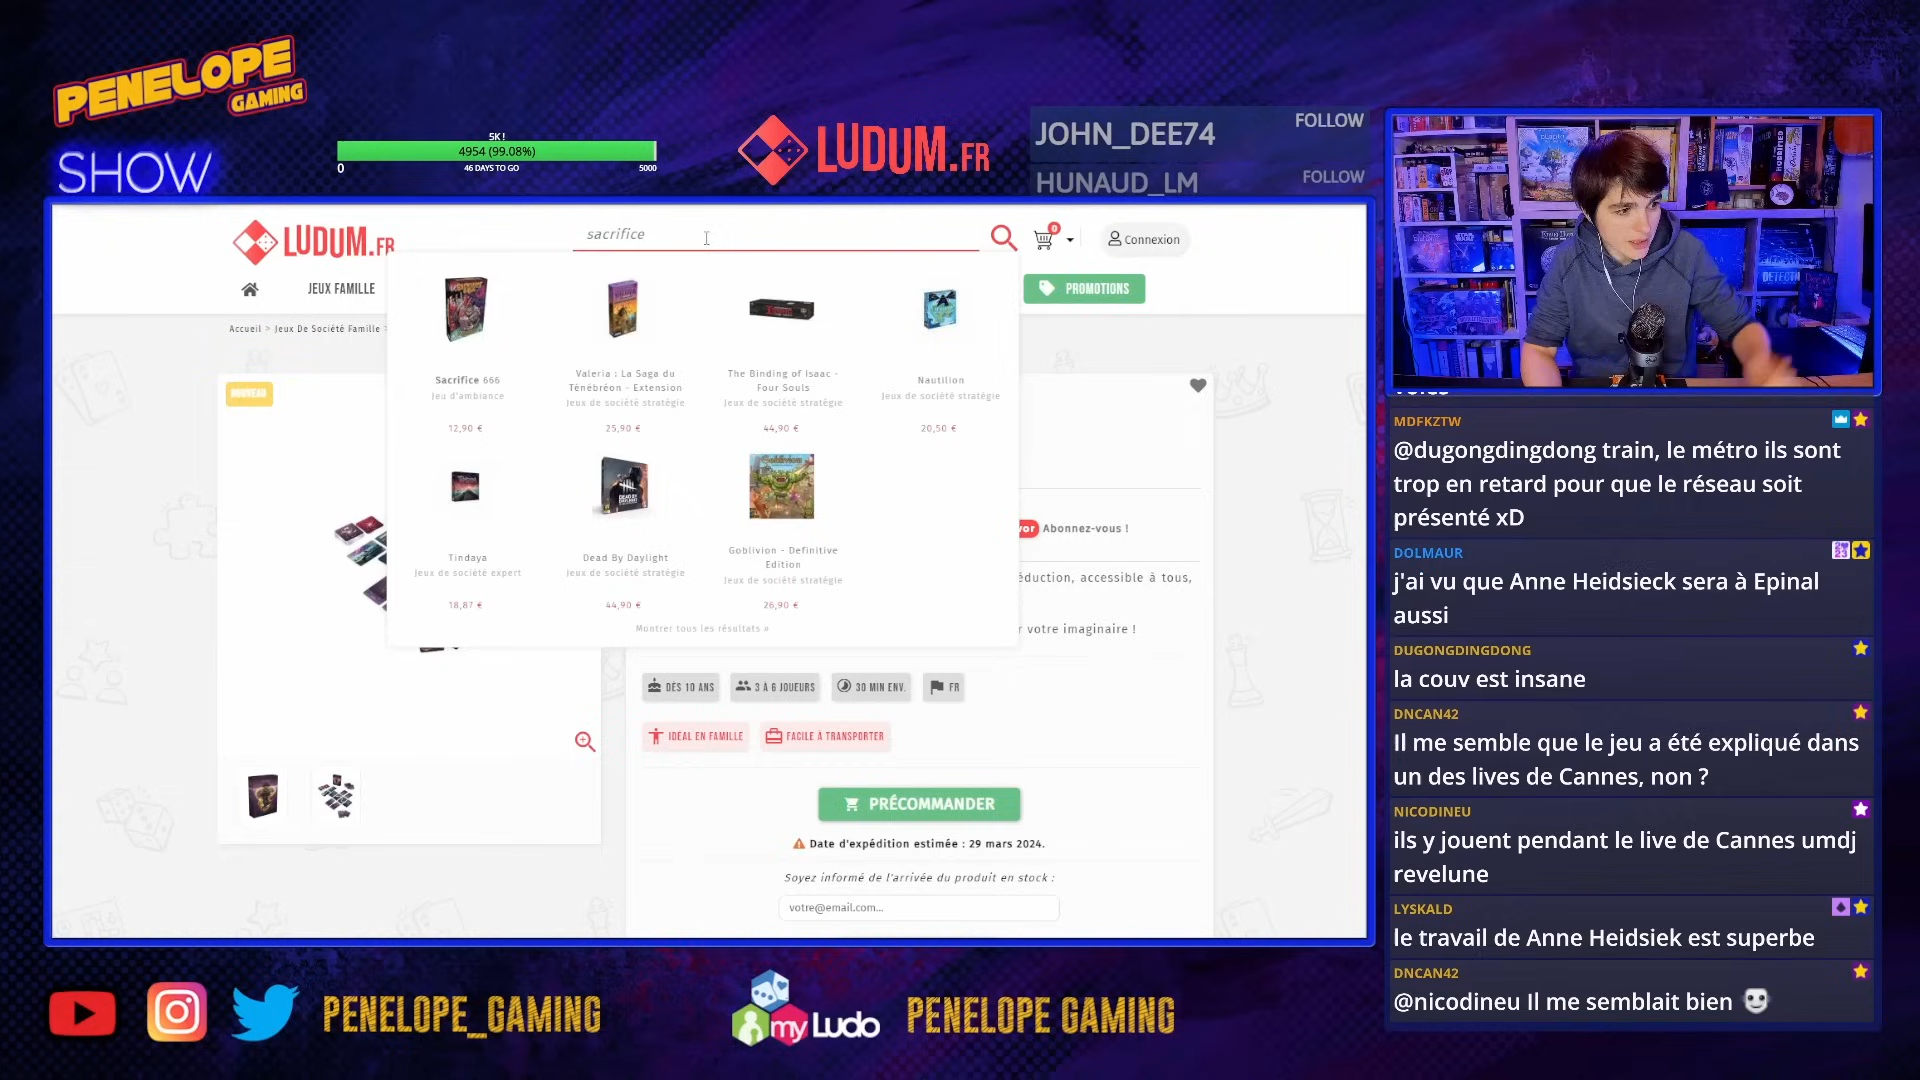 PENELOPE
GAMING
SHOW
5K !
4954 (99.08%)
0
46 DAYS TO GO
5000
LUDUM.FR
JOHN_DEE74
FOLLOW
HUNAUD_LM
FOLLOW
LUDUM.FR
sacrifice
0
Connexion
JEUX FAMILLE
PROMOTIONS
Accueil > Jeux De Société Famille >
NOUVEAU
Sacrifice 666
Jeu d'ambiance
12,90 €
Valeria : La Saga du
Ténébréon - Extension
Jeux de société stratégie
25,90 €
The Binding of Isaac -
Four Souls
Jeux de société stratégie
44,90 €
Nautilion
Jeux de société stratégie
20,50 €
Tindaya
Jeux de société expert
18,87 €
Dead By Daylight
Jeux de société stratégie
44,90 €
Goblivion - Definitive
Edition
Jeux de société stratégie
26,90 €
Montrer tous les résultats »
Abonnez-vous !
éduction, accessible à tous,
r votre imaginaire !
DÈS 10 ANS
3 À 6 JOUEURS
30 MIN ENV.
FR
IDÉAL EN FAMILLE
FACILE À TRANSPORTER
PRÉCOMMANDER
Date d'expédition estimée : 29 mars 2024.
Soyez informé de l'arrivée du produit en stock :
votre@email.com...
MDFKZTW
@dugongdingdong train, le métro ils sont
trop en retard pour que le réseau soit
présenté xD
DOLMAUR
j'ai vu que Anne Heidsieck sera à Epinal
aussi
DUGONGDINGDONG
la couv est insane
DNCAN42
Il me semble que le jeu a été expliqué dans
un des lives de Cannes, non ?
NICODINEU
ils y jouent pendant le live de Cannes umdj
revelune
LYSKALD
le travail de Anne Heidsiek est superbe
DNCAN42
@nicodineu Il me semblait bien
PENELOPE_GAMING
myLudo
PENELOPE GAMING